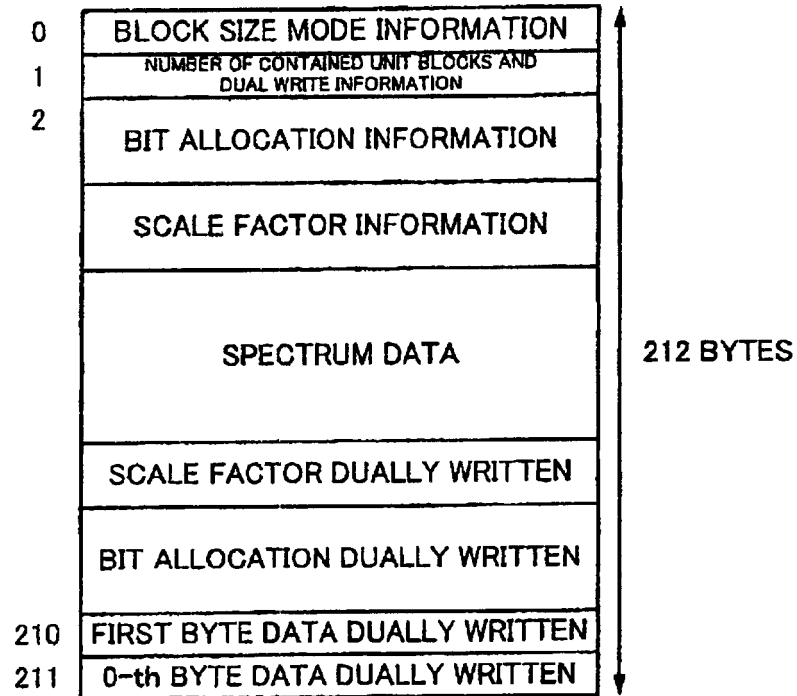 0 BLOCK SIZE MODE INFORMATION
1 NUMBER OF CONTAINED UNIT BLOCKS AND
DUAL WRITE INFORMATION
2
BIT ALLOCATION INFORMATION
SCALE FACTOR INFORMATION
SPECTRUM DATA 212 BYTES
SCALE FACTOR DUALLY WRITTEN
BIT ALLOCATION DUALLY WRITTEN
210 FIRST BYTE DATA DUALLY WRITTEN
211 0-th BYTE DATA DUALLY WRITTEN